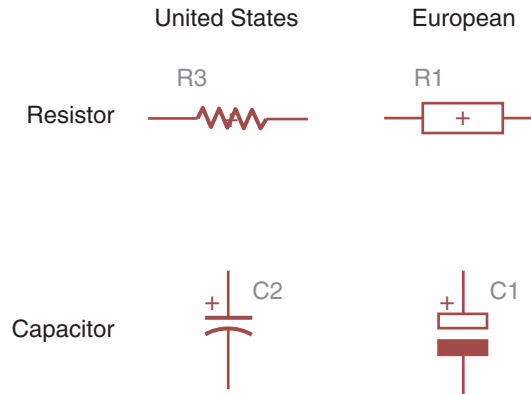 United States European
R3 R1
Resistor + +
C2 C1
+ +
Capacitor